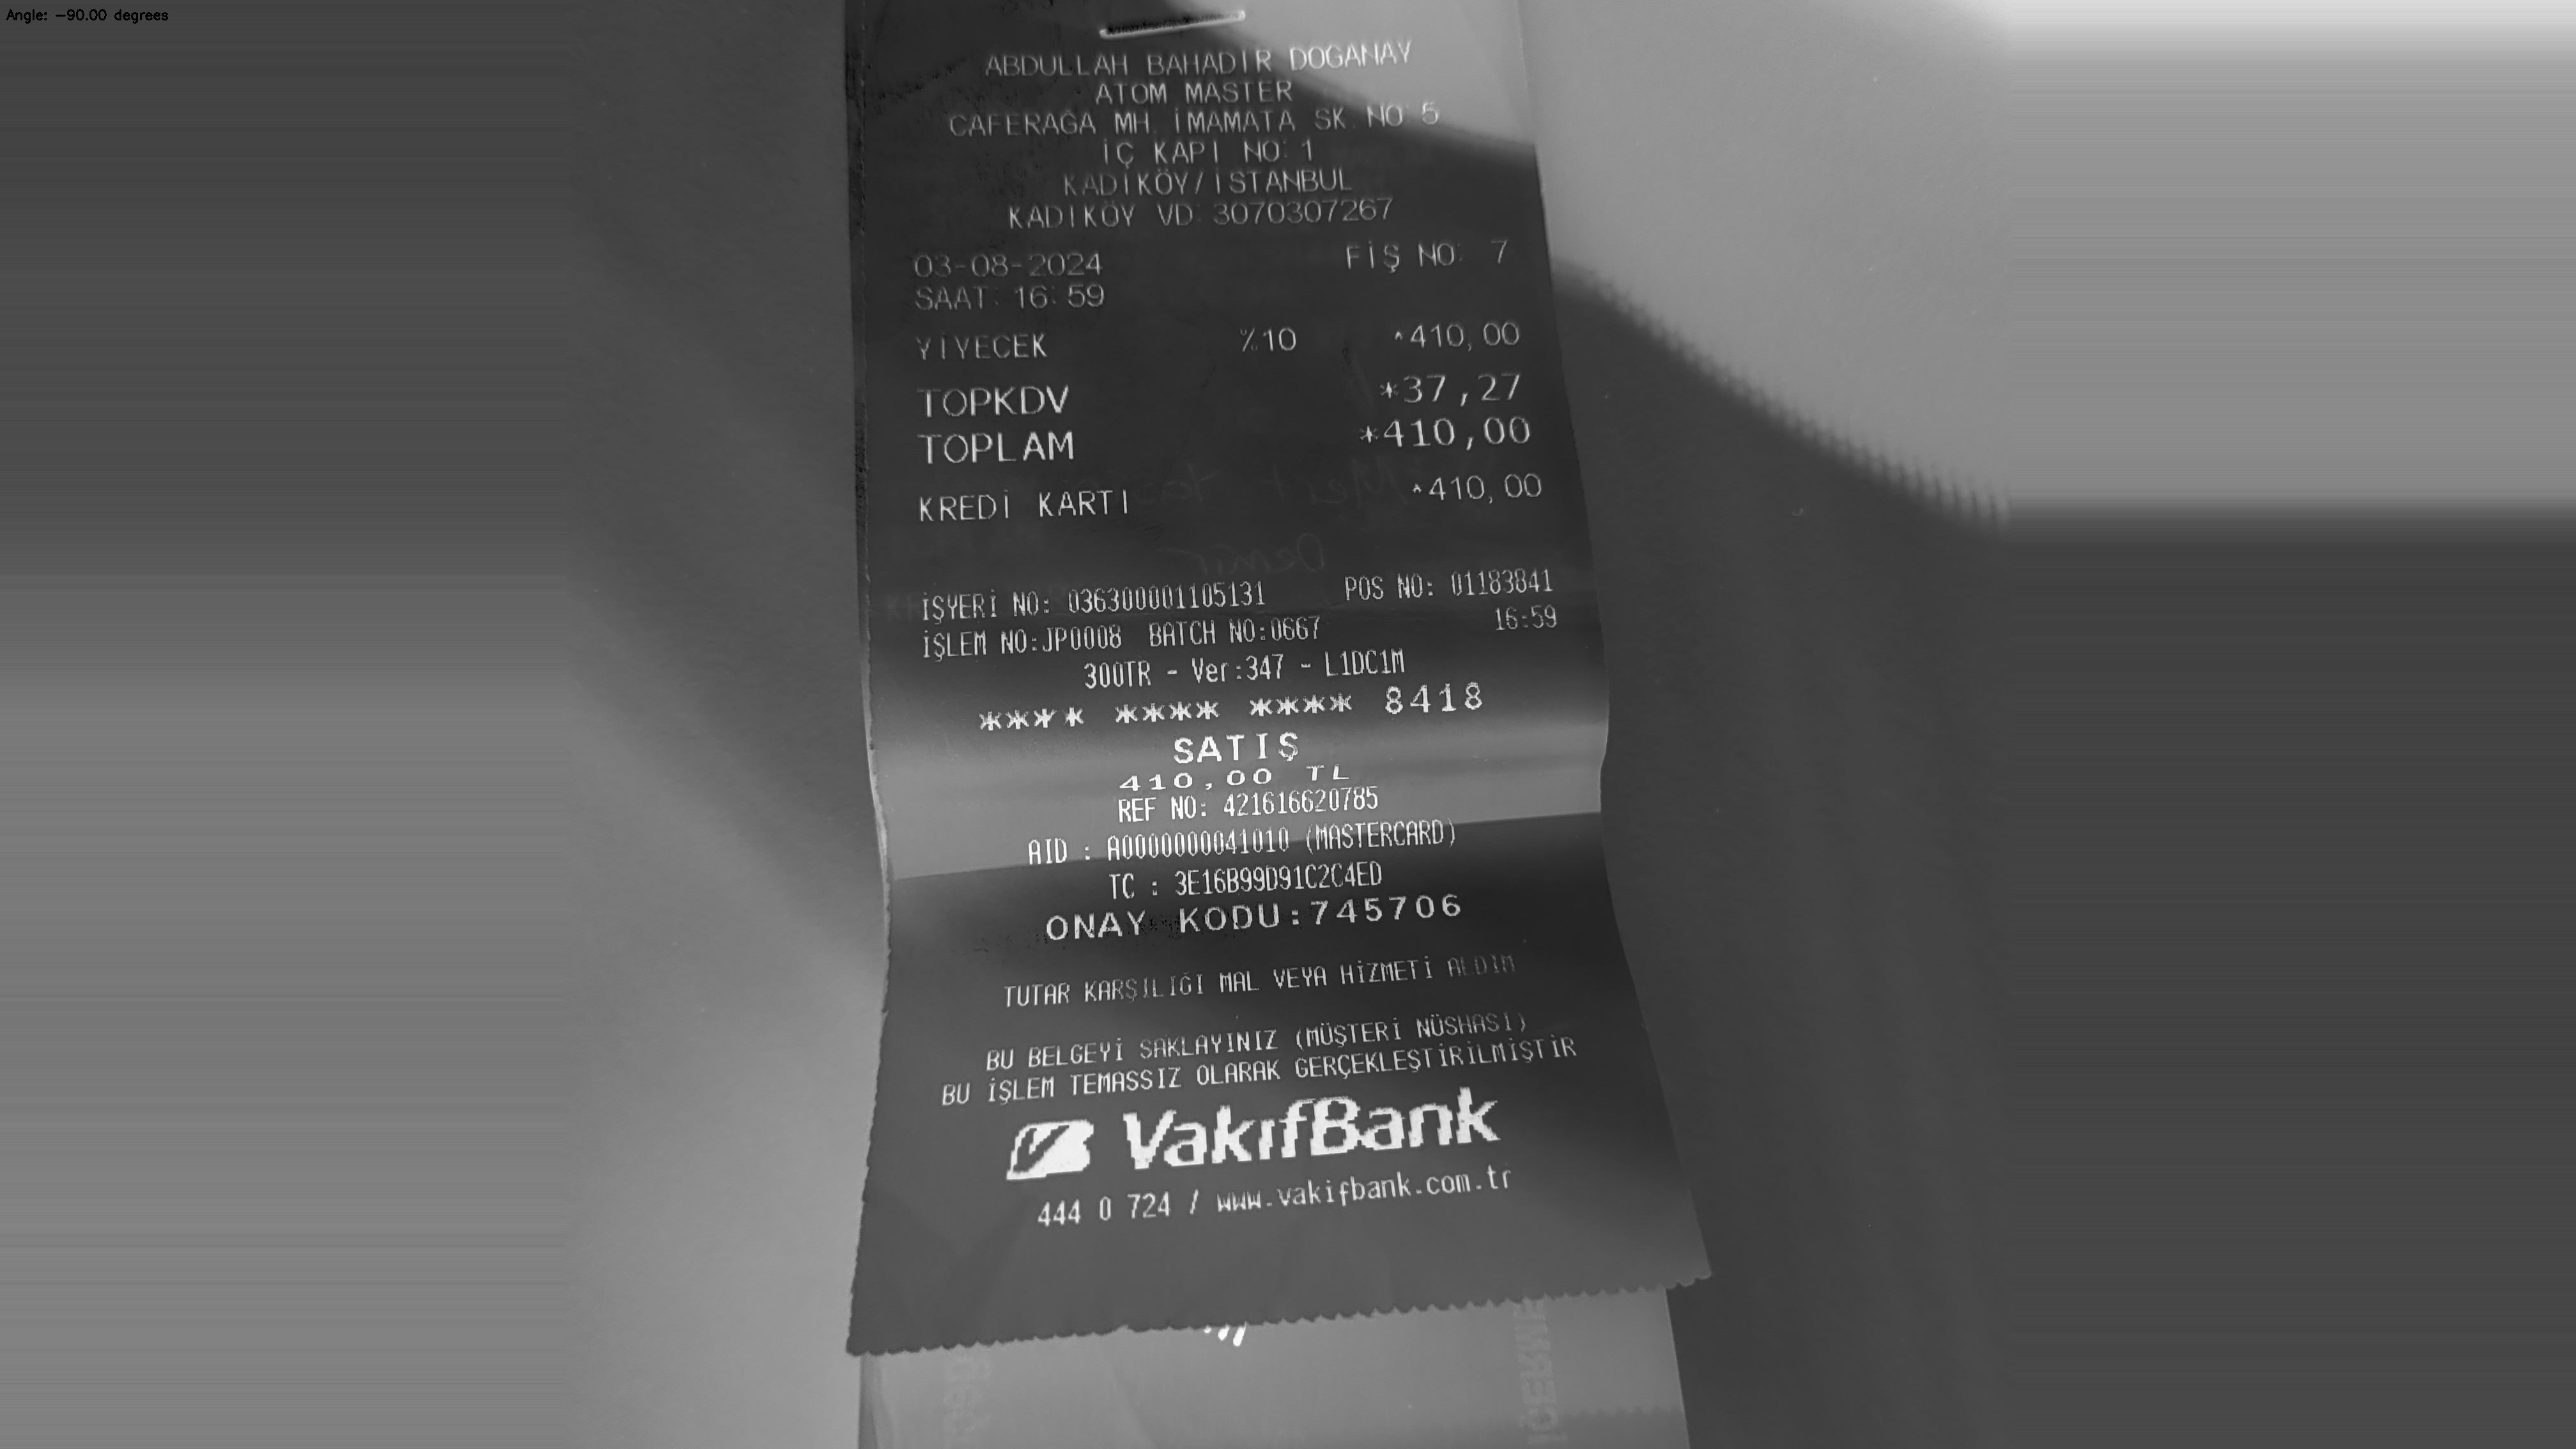 Angle: -90.00 degrees
ABDULLAH BAHADIR DOGANAY
ATOM MASTER
CAFERAĞA MH. İMAMATA SK. NO:5
İÇ KAPI NO:1
KADIKÖY/İSTANBUL
KADIKÖY VD:3070307267
03-08-2024 FİŞ NO: 7
SAAT:16:59
YİYECEK %10 *410,00
TOPKDV *37,27
TOPLAM *410,00
KREDİ KARTI *410,00
Demir
İŞYERİ NO: 036300001105131 POS NO: 01183841
İŞLEM NO:JP0008 BATCH NO:0667 16:59
300TR - Ver:347 - L1DC1M
**** **** **** 8418
SATIŞ
410,00 TL
REF NO: 421616620785
AID : A0000000041010 (MASTERCARD)
TC : 3E16B99D91C2C4ED
ONAY KODU:745706
TUTAR KARŞILIĞI MAL VEYA HİZMETİ ALDIM
BU BELGEYİ SAKLAYINIZ (MÜŞTERİ NÜSHASI)
BU İŞLEM TEMASSIZ OLARAK GERÇEKLEŞTİRİLMİŞTİR
VakıfBank
444 0 724 / www.vakifbank.com.tr